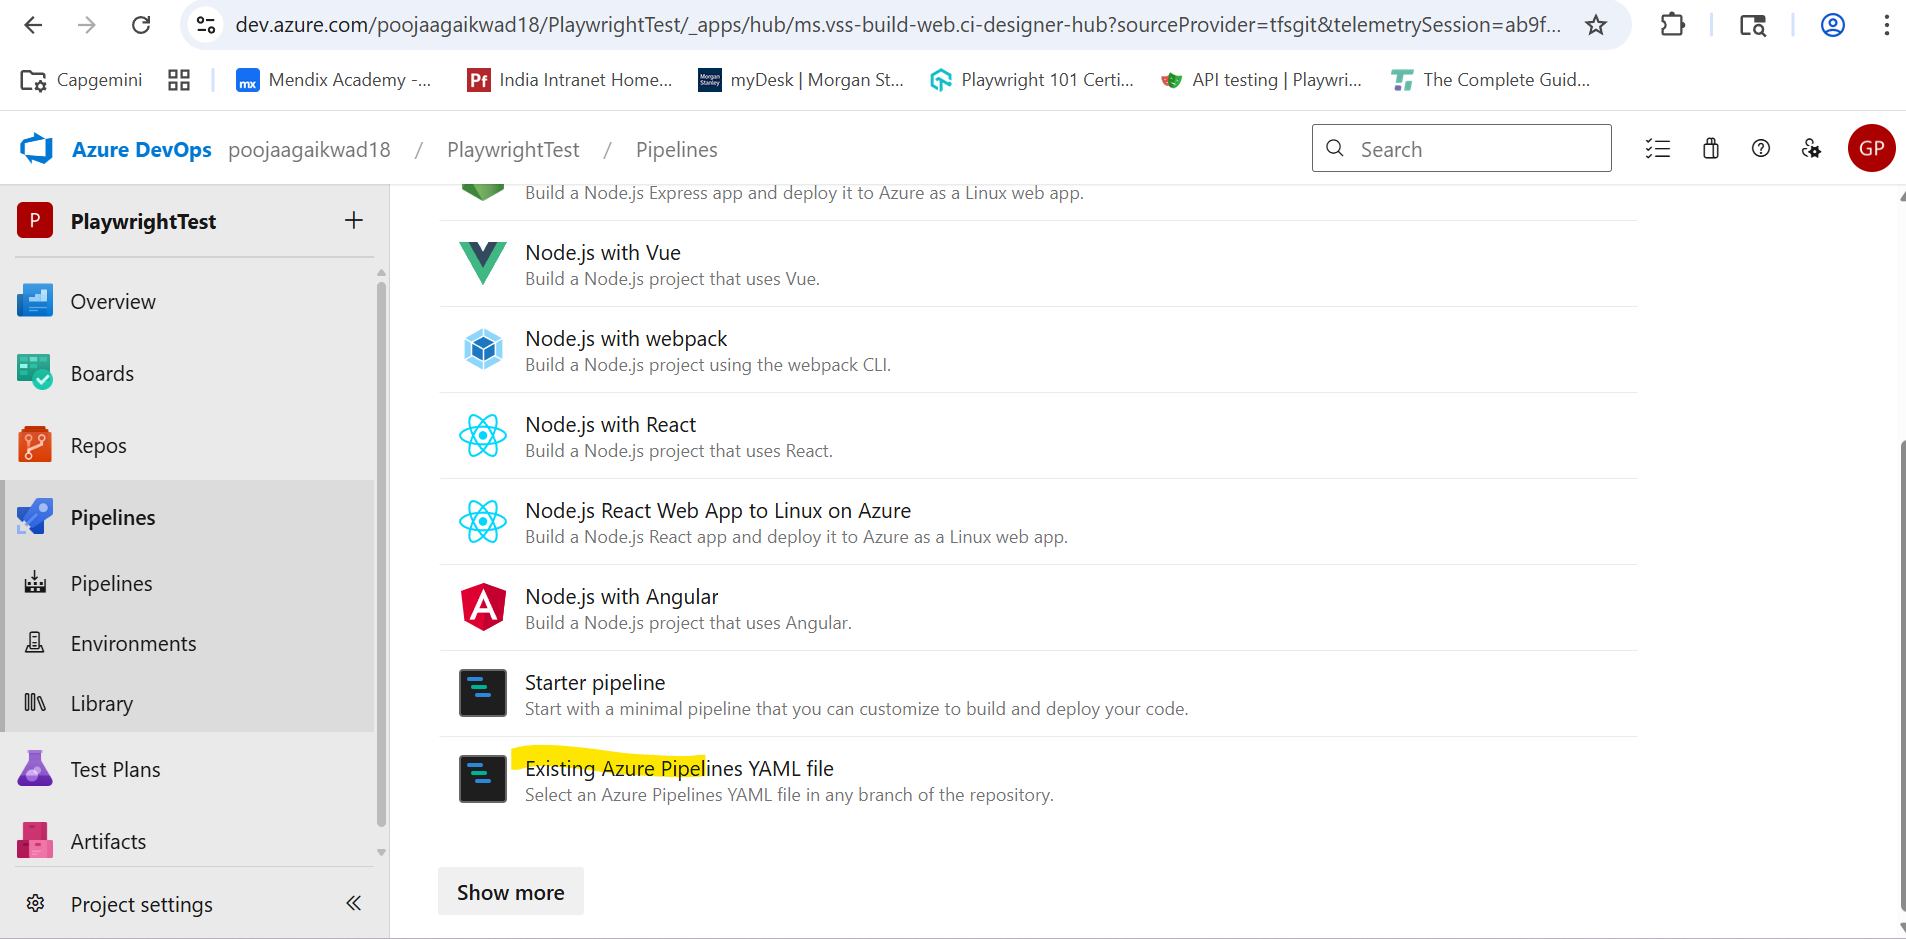 dev.azure.com/poojaagaikwad18/PlaywrightTest/_apps/hub/ms.vss-build-web.ci-designer-hub?sourceProvider=tfsgit&telemetrySession=ab9f...
Capgemini
mx Mendix Academy -...
Pf India Intranet Home...
Morgan Stanley myDesk | Morgan St...
Playwright 101 Certi...
API testing | Playwri...
The Complete Guid...
Azure DevOps poojaagaikwad18 / PlaywrightTest / Pipelines
Search
GP
P PlaywrightTest +
Overview
Boards
Repos
Pipelines
Pipelines
Environments
Library
Test Plans
Artifacts
Project settings
Build a Node.js Express app and deploy it to Azure as a Linux web app.
Node.js with Vue
Build a Node.js project that uses Vue.
Node.js with webpack
Build a Node.js project using the webpack CLI.
Node.js with React
Build a Node.js project that uses React.
Node.js React Web App to Linux on Azure
Build a Node.js React app and deploy it to Azure as a Linux web app.
A Node.js with Angular
Build a Node.js project that uses Angular.
Starter pipeline
Start with a minimal pipeline that you can customize to build and deploy your code.
Existing Azure Pipelines YAML file
Select an Azure Pipelines YAML file in any branch of the repository.
Show more